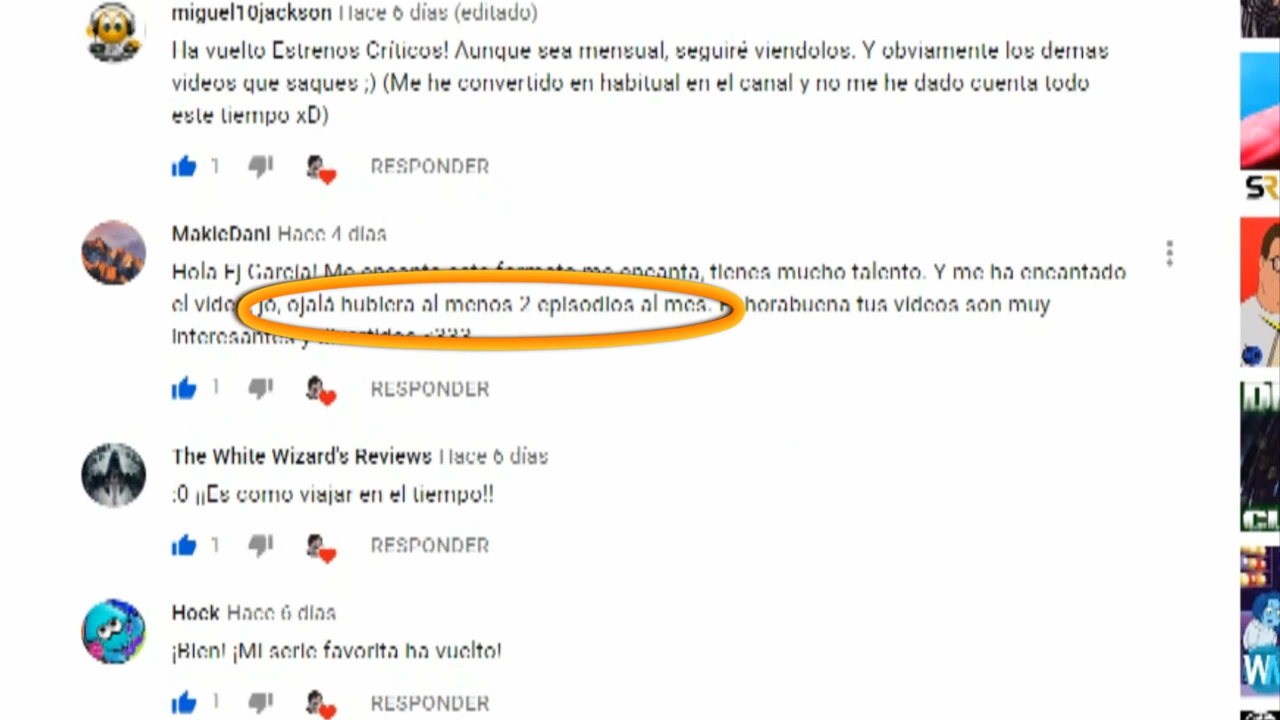 miguel10jackson Hace 6 días (editado)
Ha vuelto Estrenos Críticos! Aunque sea mensual, seguiré viendolos. Y obviamente los demas
videos que saques ;) (Me he convertido en habitual en el canal y no me he dado cuenta todo
este tiempo xD)
1 RESPONDER
MakieDani Hace 4 días
Hola FJ García! Me encanta este formato me encanta, tienes mucho talento. Y me ha encantado
el vide jo, ojalá hubiera al menos 2 episodios al mes. horabuena tus videos son muy
interesantes y divertidos <333
1 RESPONDER
The White Wizard's Reviews Hace 6 días
:0 ¡¡Es como viajar en el tiempo!!
1 RESPONDER
Hoek Hace 6 días
¡Bien! ¡Mi serie favorita ha vuelto!
1 RESPONDER
SR